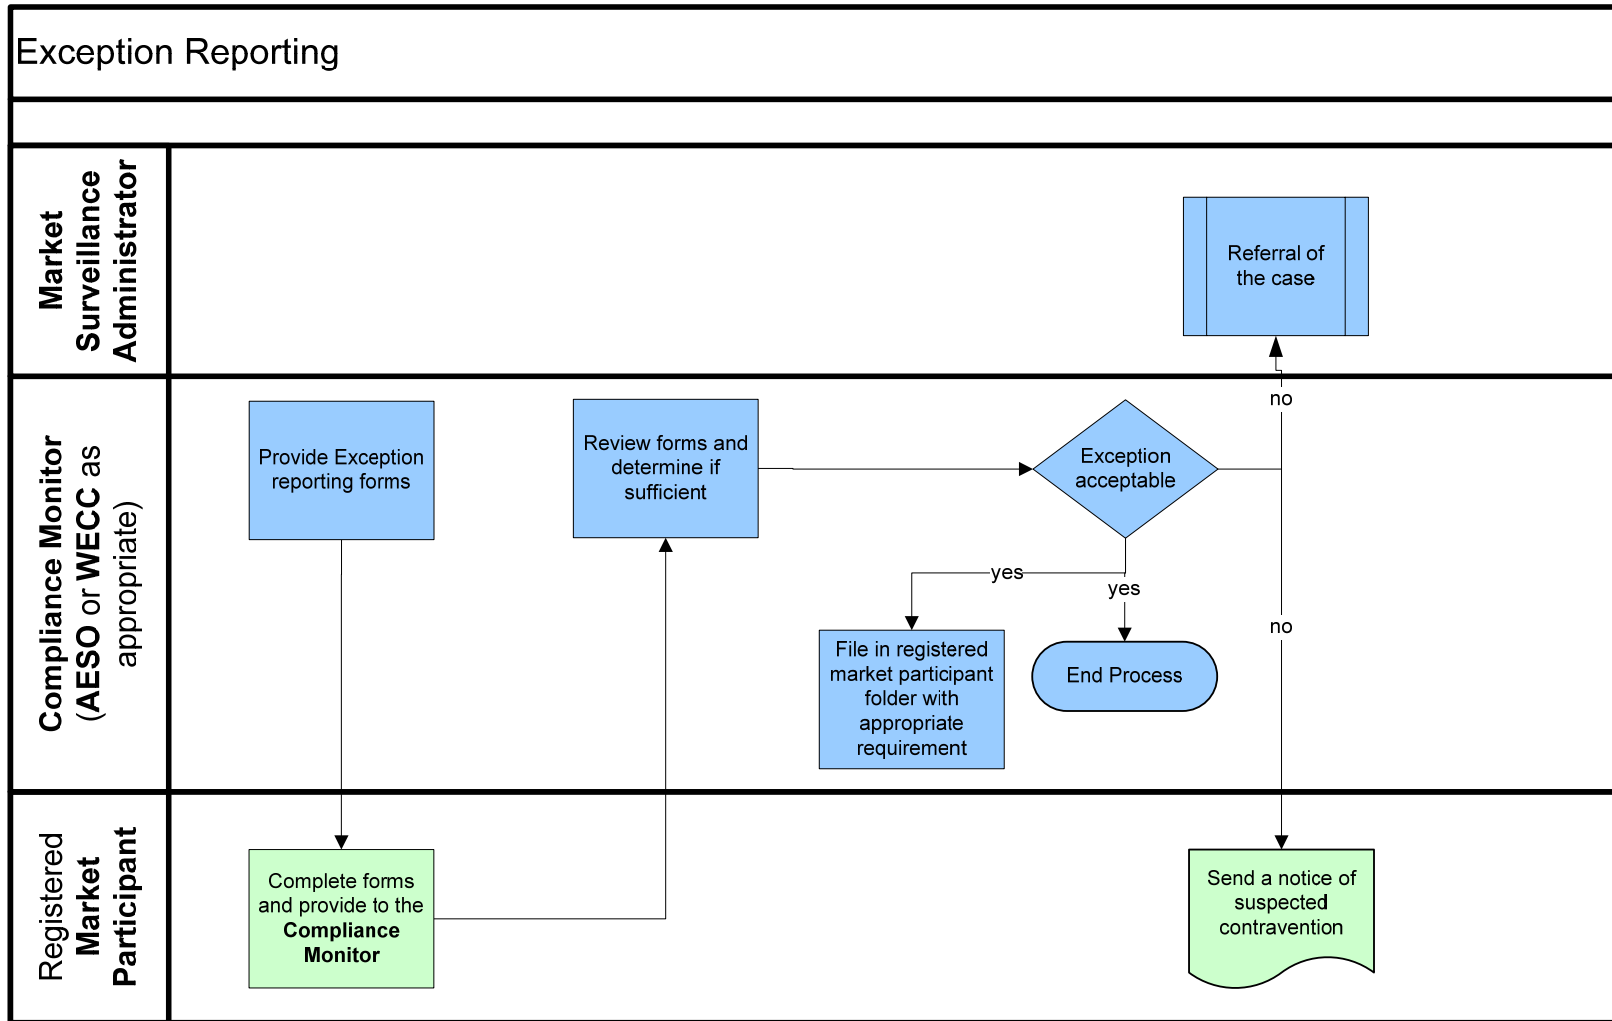 Exception Reporting
Market
Surveillance
Administrator
Referral of
the case
Compliance Monitor
(AESO or WECC as
appropriate)
Provide Exception
reporting forms
Review forms and
determine if
sufficient
Exception
acceptable
no
yes
yes
no
File in registered
market participant
folder with
appropriate
requirement
End Process
Registered
Market
Participant
Complete forms
and provide to the
Compliance
Monitor
Send a notice of
suspected
contravention